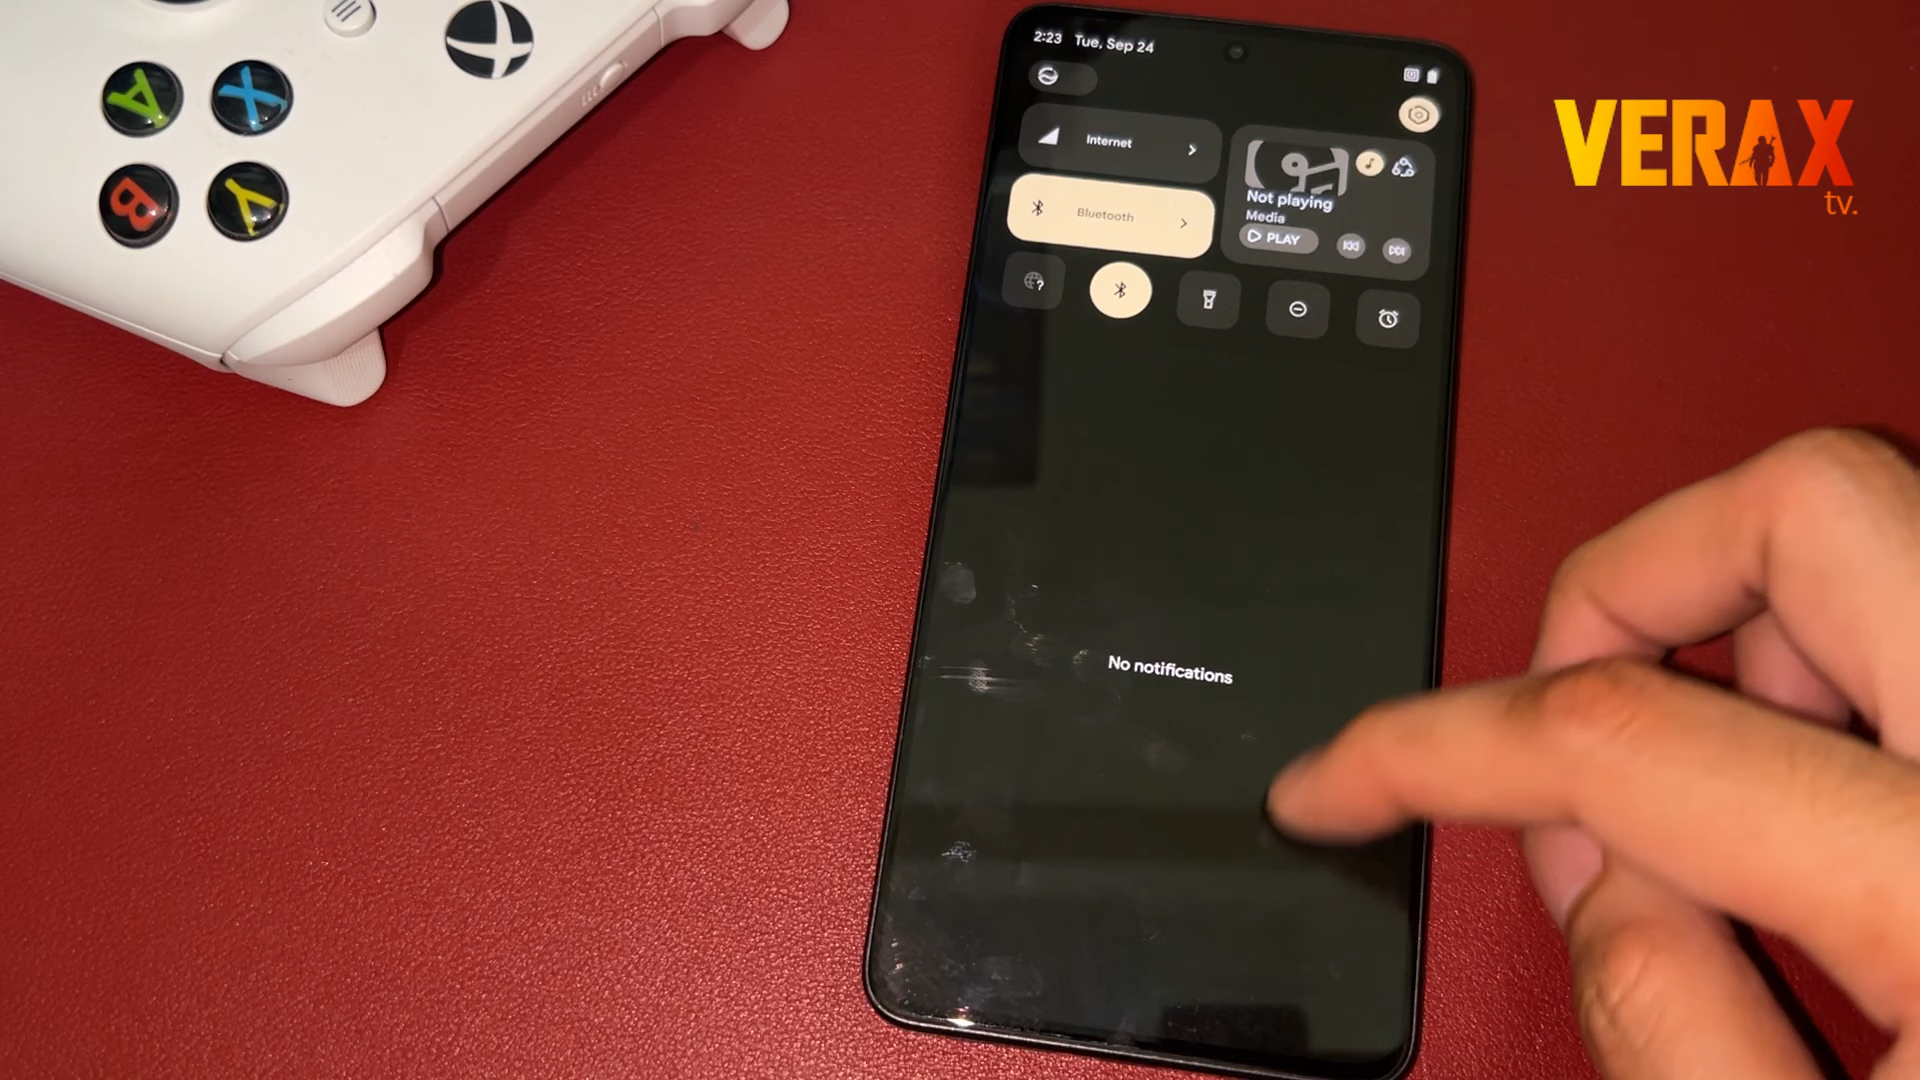 A
X
B
Y
2:23 Tue, Sep 24
Internet
Bluetooth
Not playing
Media
PLAY
?
No notifications
VERAX
tv.